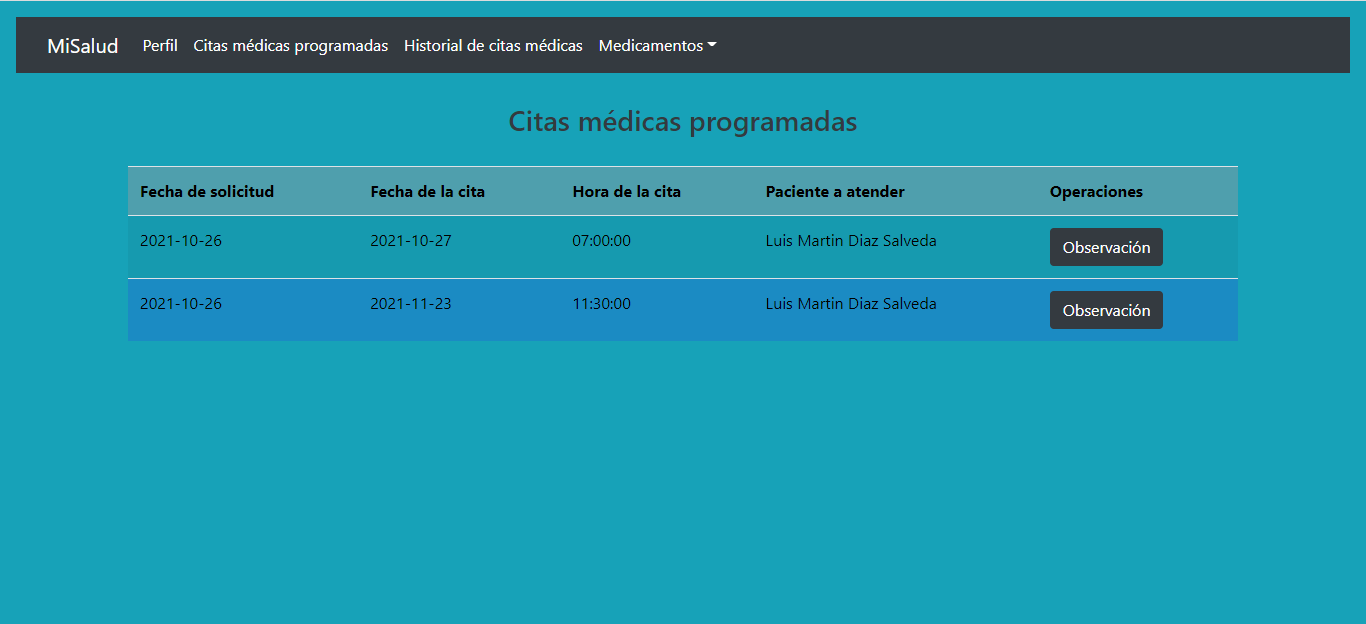 MiSalud Perfil Citas médicas programadas Historial de citas médicas Medicamentos
Citas médicas programadas
Fecha de solicitud Fecha de la cita Hora de la cita Paciente a atender Operaciones
2021-10-26 2021-10-27 07:00:00 Luis Martin Diaz Salveda Observación
2021-10-26 2021-11-23 11:30:00 Luis Martin Diaz Salveda Observación